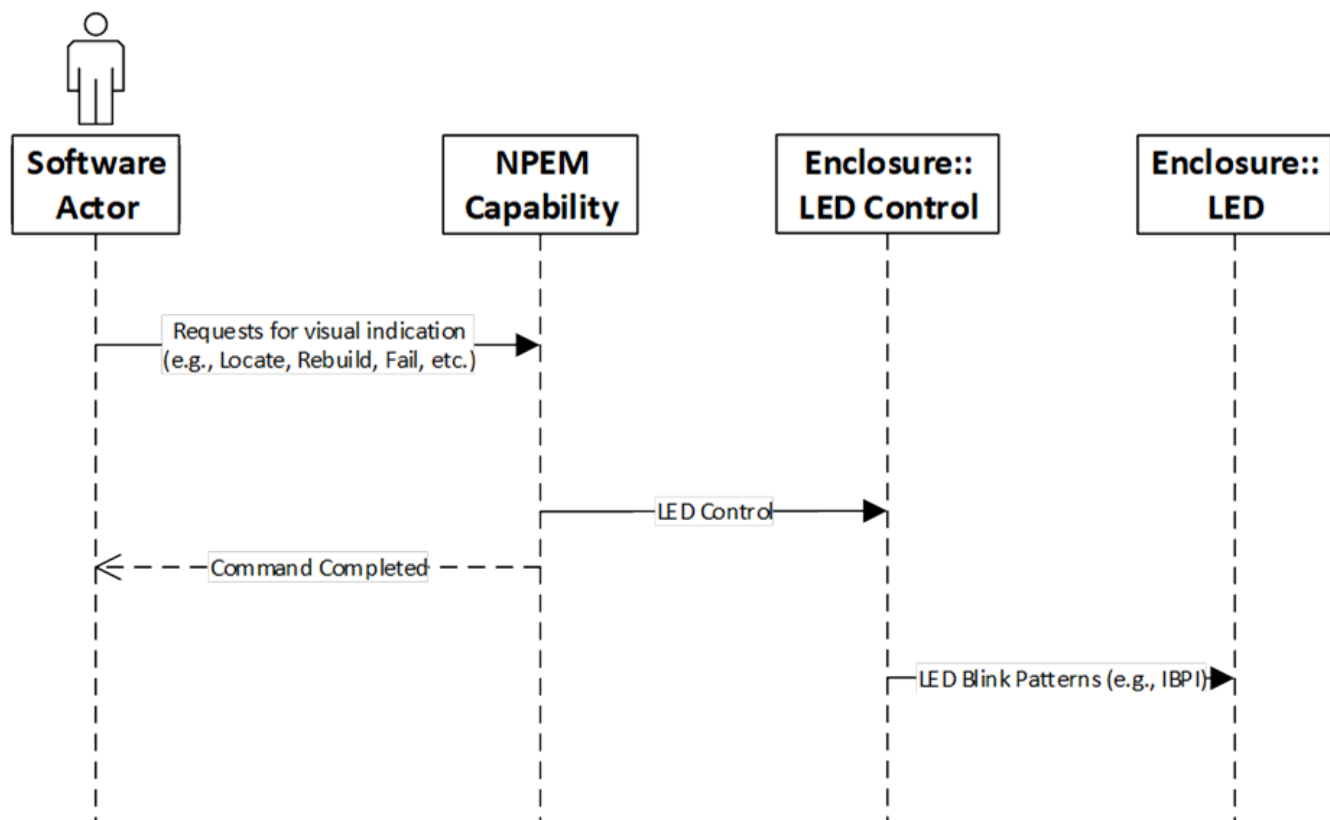 Software
Actor
NPEM
Capability
Enclosure::
LED Control
Enclosure::
LED
Requests for visual indication
(e.g., Locate, Rebuild, Fail, etc.)
LED Control
Command Completed
LED Blink Patterns (e.g., IBPI)